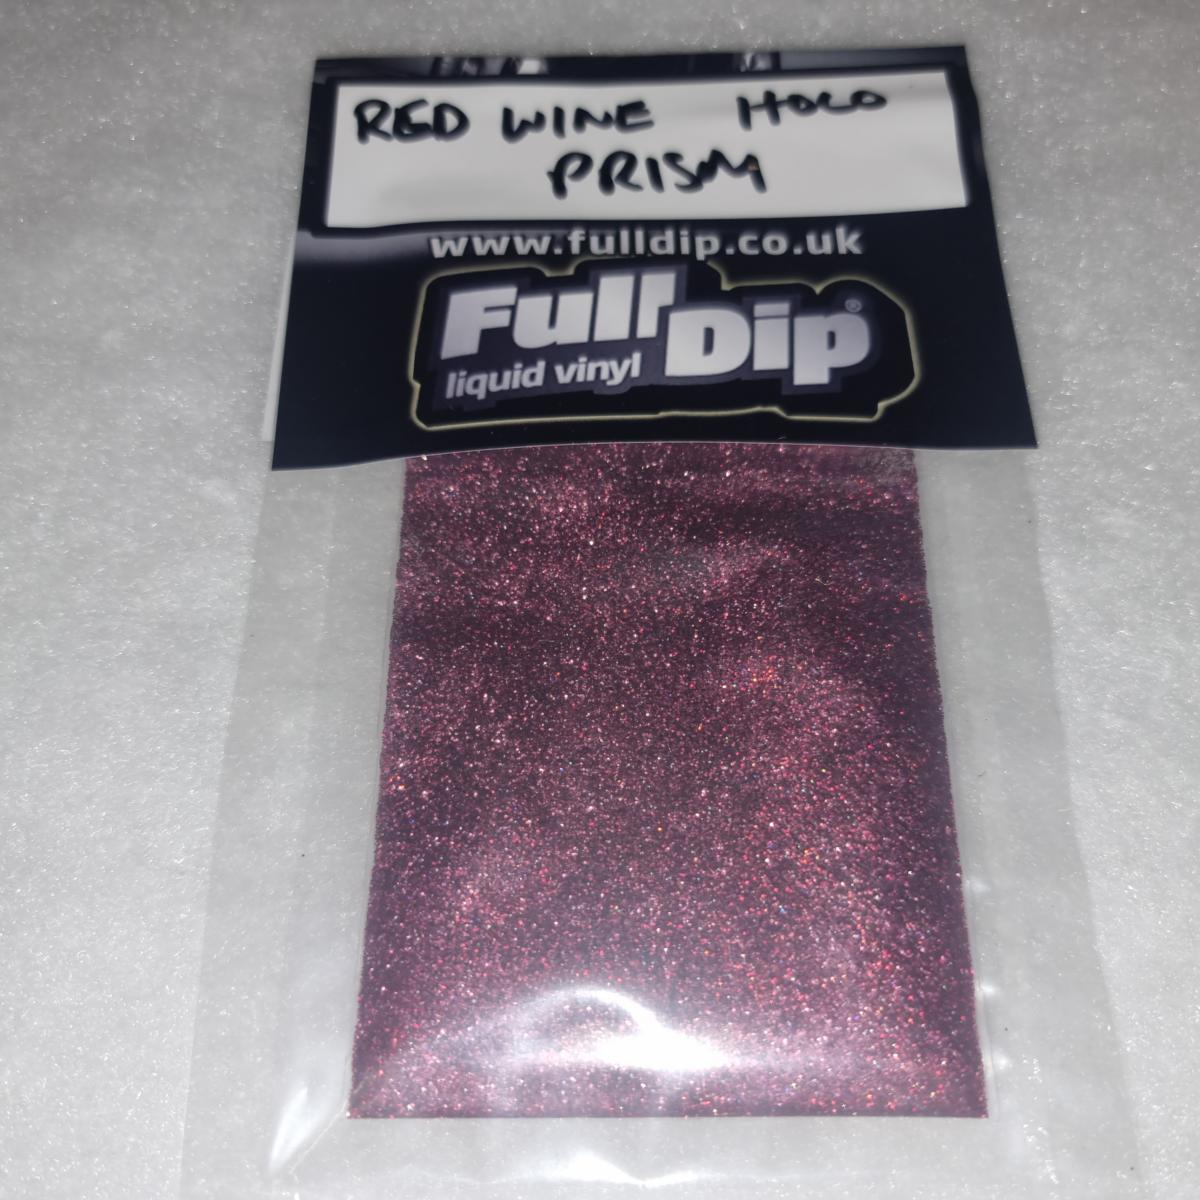 RED WINE HOLO
PRISM
www.fulldip.co.uk
Full Dip®
liquid vinyl